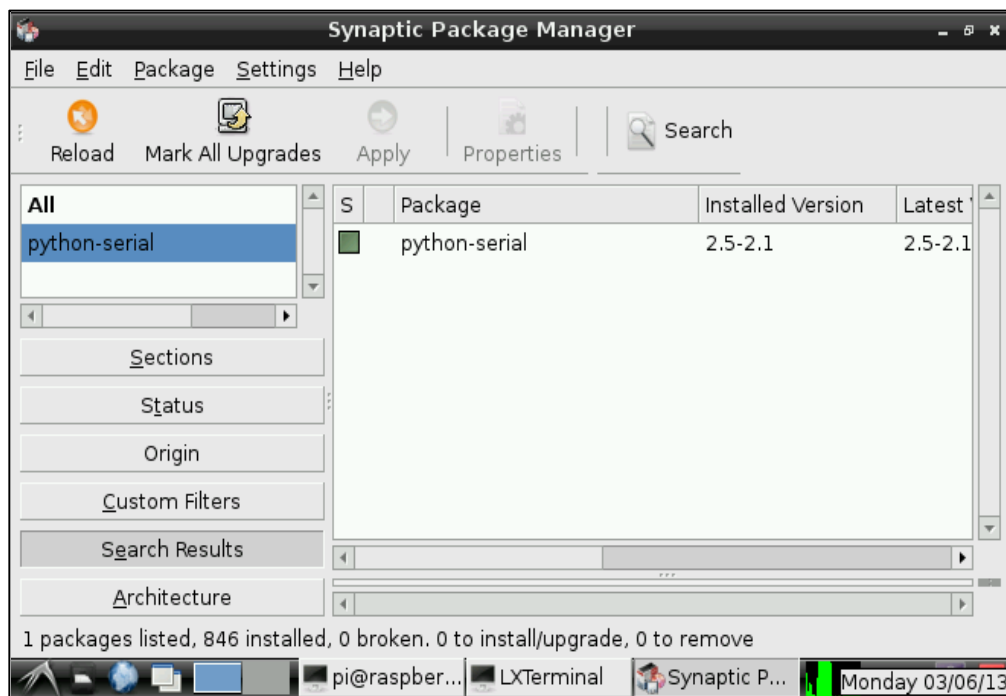 Synaptic Package Manager
File Edit Package Settings Help
Reload Mark All Upgrades Apply Properties Search
All
python-serial
S Package Installed Version Latest
python-serial 2.5-2.1 2.5-2.1
Sections
Status
Origin
Custom Filters
Search Results
Architecture
1 packages listed, 846 installed, 0 broken. 0 to install/upgrade, 0 to remove
pi@raspber... LXTerminal Synaptic P... Monday 03/06/13